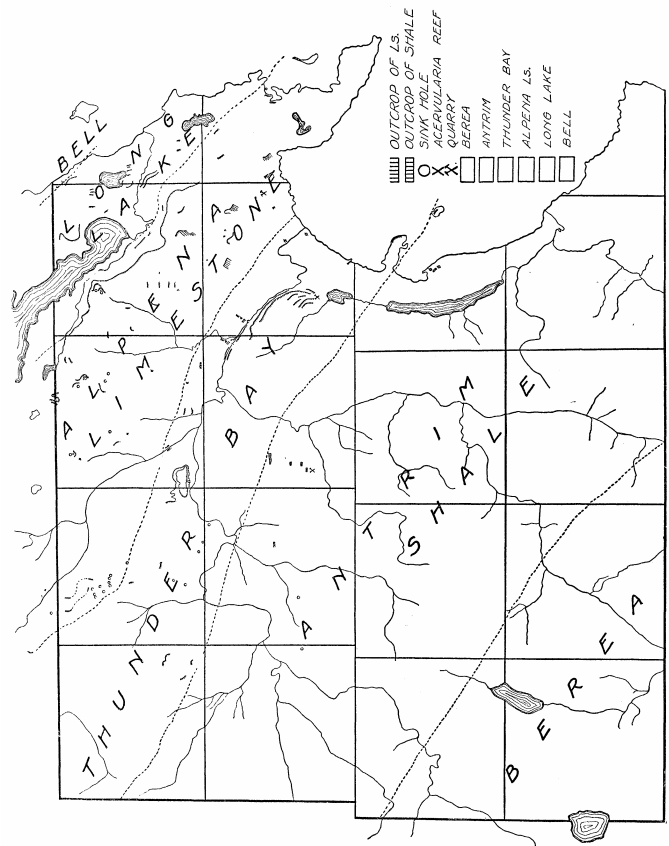 BELL
LONG LAKE
ALPENA
LIMESTONE
THUNDER BAY
ANTRIM
SHALE
BEREA
OUTCROP OF LS.
OUTCROP OF SHALE
SINK HOLE
ACERVULARIA REEF
QUARRY
BEREA
ANTRIM
THUNDER BAY
ALPENA LS.
LONG LAKE
BELL